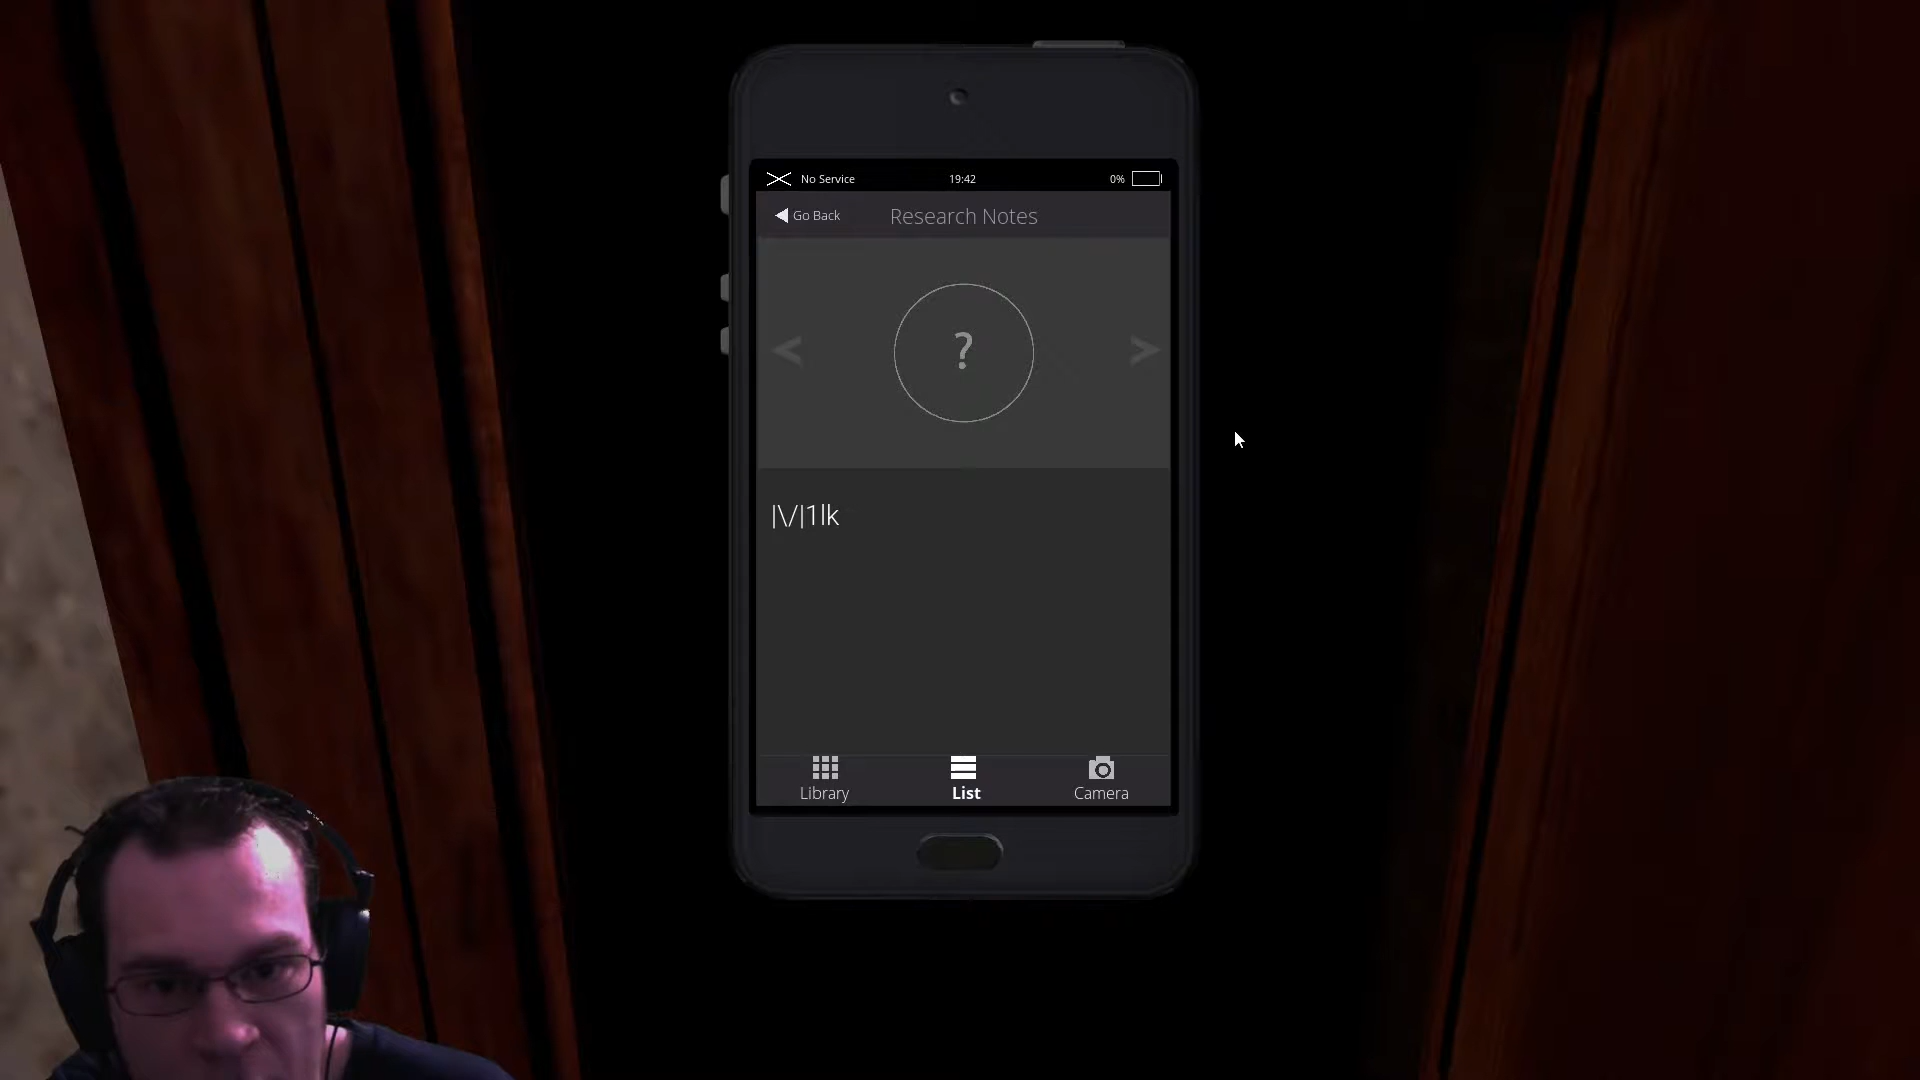 No Service 19:42 0%
Go Back Research Notes
< ? >
|\/|1lk
Library List Camera